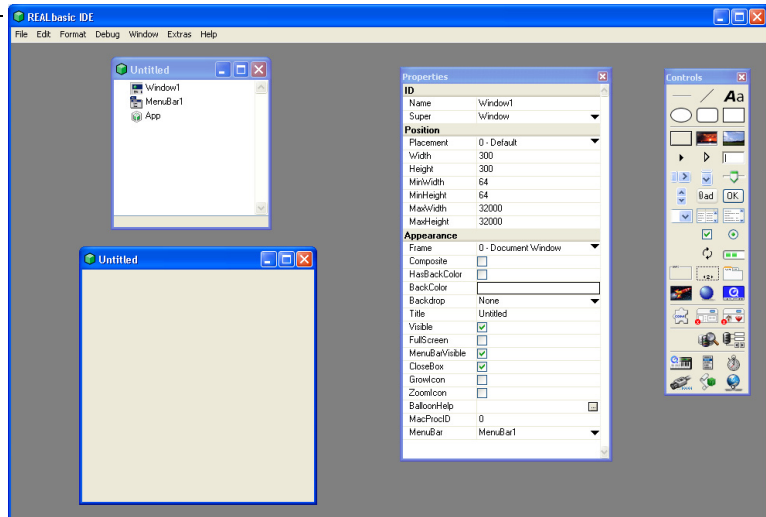 REALbasic IDE
File Edit Format Debug Window Extras Help
Untitled
Window1
MenuBar1
App
Untitled
Properties
ID
Name Window1
Super Window
Position
Placement 0 - Default
Width 300
Height 300
MinWidth 64
MinHeight 64
MaxWidth 32000
MaxHeight 32000
Appearance
Frame 0 - Document Window
Composite
HasBackColor
BackColor
Backdrop None
Title Untitled
Visible
FullScreen
MenuBarVisible
CloseBox
GrowIcon
ZoomIcon
BalloonHelp
MacProcID 0
MenuBar MenuBar1
Controls
Aa
OK